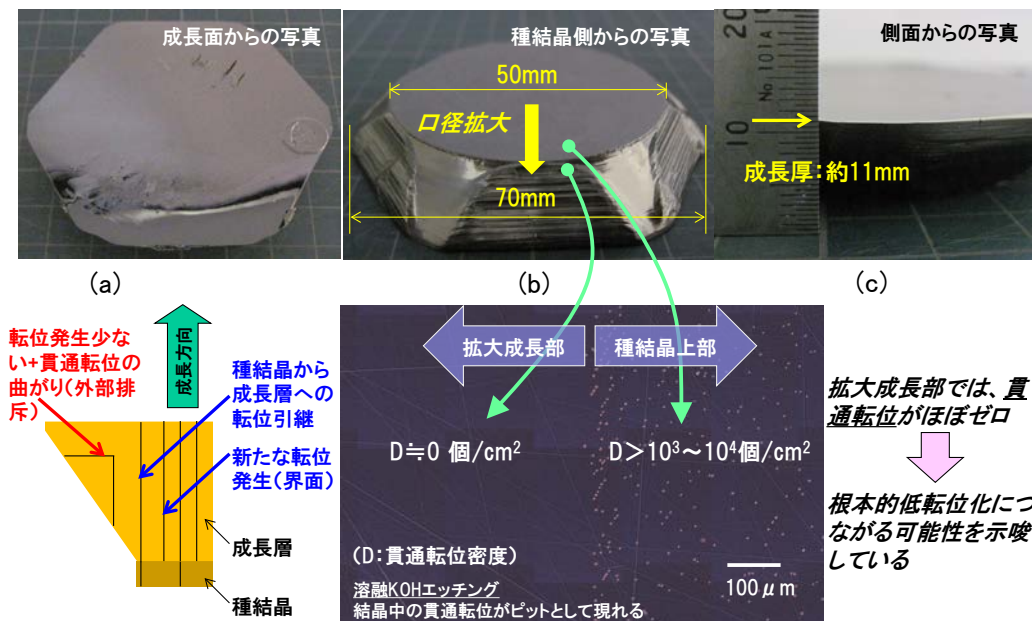 成長面からの写真
種結晶側からの写真
側面からの写真
50mm
口径拡大
70mm
20
No 101A
10
成長厚:約11mm
(a)
(b)
(c)
転位発生少な
い+貫通転位の
曲がり(外部排
斥)
成長方向
種結晶から
成長層への
転位引継
新たな転位
発生(界面)
成長層
種結晶
拡大成長部
種結晶上部
D≒0 個/cm²
D>10³~10⁴個/cm²
(D:貫通転位密度)
溶融KOHエッチング
結晶中の貫通転位がピットとして現れる
100μm
拡大成長部では、貫
通転位がほぼゼロ
根本的低転位化につ
ながる可能性を示唆
している